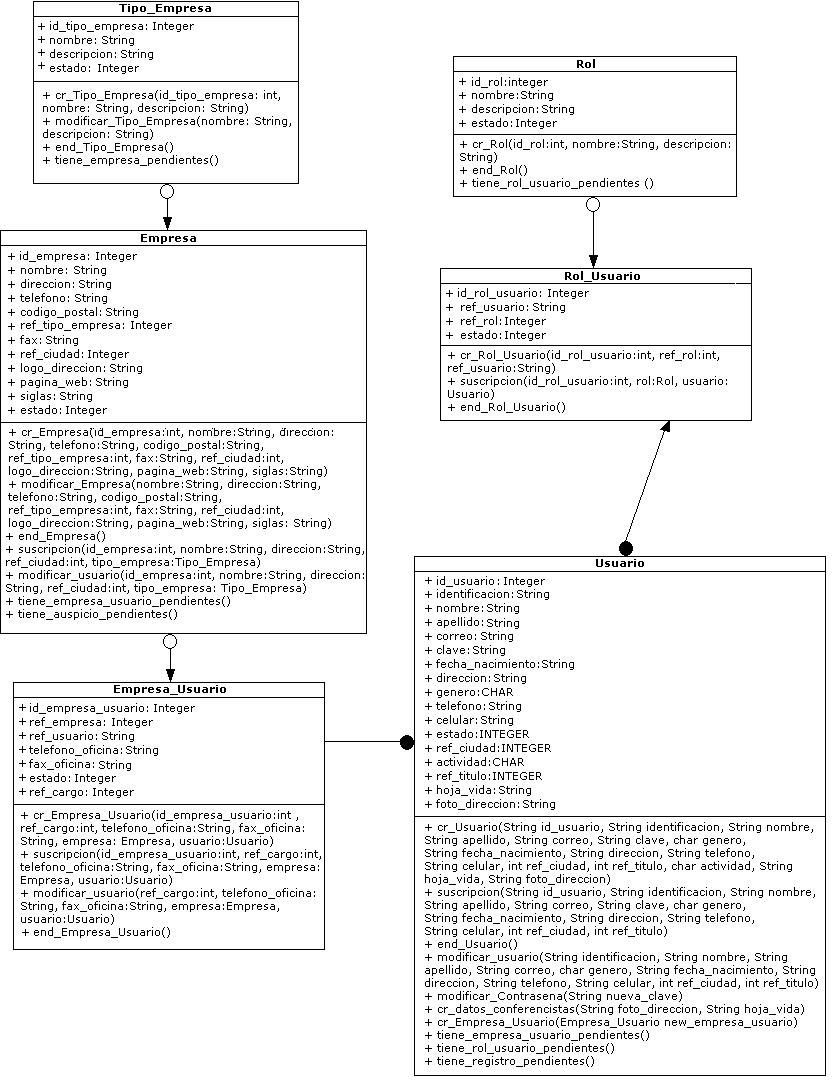 Tipo_Empresa
+ id_tipo_empresa: Integer
+ nombre: String
+ descripcion: String
+ estado: Integer
+ cr_Tipo_Empresa(id_tipo_empresa: int,
nombre: String, descripcion: String)
+ modificar_Tipo_Empresa(nombre: String,
descripcion: String)
+ end_Tipo_Empresa()
+ tiene_empresa_pendientes()
Rol
+ id_rol:integer
+ nombre:String
+ descripcion:String
+ estado:Integer
+ cr_Rol(id_rol:int, nombre:String, descripcion:
String)
+ end_Rol()
+ tiene_rol_usuario_pendientes ()
Empresa
+ id_empresa: Integer
+ nombre: String
+ direccion: String
+ telefono: String
+ codigo_postal: String
+ ref_tipo_empresa: Integer
+ fax: String
+ ref_ciudad: Integer
+ logo_direccion: String
+ pagina_web: String
+ siglas: String
+ estado: Integer
+ cr_Empresa(id_empresa:int, nombre:String, direccion:
String, telefono:String, codigo_postal:String,
ref_tipo_empresa:int, fax:String, ref_ciudad:int,
logo_direccion:String, pagina_web:String, siglas:String)
+ modificar_Empresa(nombre:String, direccion:String,
telefono:String, codigo_postal:String,
ref_tipo_empresa:int, fax:String, ref_ciudad:int,
logo_direccion:String, pagina_web:String, siglas: String)
+ end_Empresa()
+ suscripcion(id_empresa:int, nombre:String, direccion:String,
ref_ciudad:int, tipo_empresa:Tipo_Empresa)
+ modificar_usuario(id_empresa:int, nombre:String, direccion:
String, ref_ciudad:int, tipo_empresa: Tipo_Empresa)
+ tiene_empresa_usuario_pendientes()
+ tiene_auspicio_pendientes()
Rol_Usuario
+ id_rol_usuario: Integer
+ ref_usuario: String
+ ref_rol: Integer
+ estado: Integer
+ cr_Rol_Usuario(id_rol_usuario:int, ref_rol:int,
ref_usuario:String)
+ suscripcion(id_rol_usuario:int, rol:Rol, usuario:
Usuario)
+ end_Rol_Usuario()
Empresa_Usuario
+ id_empresa_usuario: Integer
+ ref_empresa: Integer
+ ref_usuario: String
+ telefono_oficina: String
+ fax_oficina: String
+ estado: Integer
+ ref_cargo: Integer
+ cr_Empresa_Usuario(id_empresa_usuario:int ,
ref_cargo:int, telefono_oficina:String, fax_oficina:
String, empresa: Empresa, usuario:Usuario)
+ suscripcion(id_empresa_usuario:int, ref_cargo:int,
telefono_oficina:String, fax_oficina:String, empresa:
Empresa, usuario:Usuario)
+ modificar_usuario(ref_cargo:int, telefono_oficina:
String, fax_oficina:String, empresa:Empresa,
usuario:Usuario)
+ end_Empresa_Usuario()
Usuario
+ id_usuario: Integer
+ identificacion: String
+ nombre: String
+ apellido: String
+ correo: String
+ clave: String
+ fecha_nacimiento: String
+ direccion: String
+ genero:CHAR
+ telefono: String
+ celular: String
+ estado:INTEGER
+ ref_ciudad:INTEGER
+ actividad:CHAR
+ ref_titulo:INTEGER
+ hoja_vida: String
+ foto_direccion: String
+ cr_Usuario(String id_usuario, String identificacion, String nombre,
String apellido, String correo, String clave, char genero,
String fecha_nacimiento, String direccion, String telefono,
String celular, int ref_ciudad, int ref_titulo, char actividad, String
hoja_vida, String foto_direccion)
+ suscripcion(String id_usuario, String identificacion, String nombre,
String apellido, String correo, String clave, char genero,
String fecha_nacimiento, String direccion, String telefono,
String celular, int ref_ciudad, int ref_titulo)
+ end_Usuario()
+ modificar_usuario(String identificacion, String nombre, String
apellido, String correo, char genero, String fecha_nacimiento, String
direccion, String telefono, String celular, int ref_ciudad, int ref_titulo)
+ modificar_Contrasena(String nueva_clave)
+ cr_datos_conferencistas(String foto_direccion, String hoja_vida)
+ cr_Empresa_Usuario(Empresa_Usuario new_empresa_usuario)
+ tiene_empresa_usuario_pendientes()
+ tiene_rol_usuario_pendientes()
+ tiene_registro_pendientes()